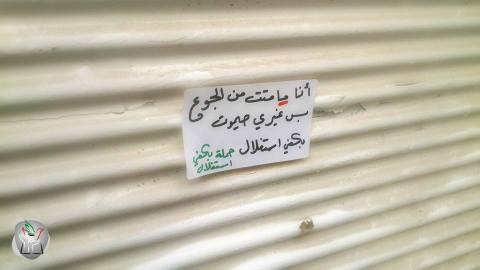 أنا ما متت من الجوع
بس غيري حيموت
بكفي استغلال
حملة بكفي
استغلال